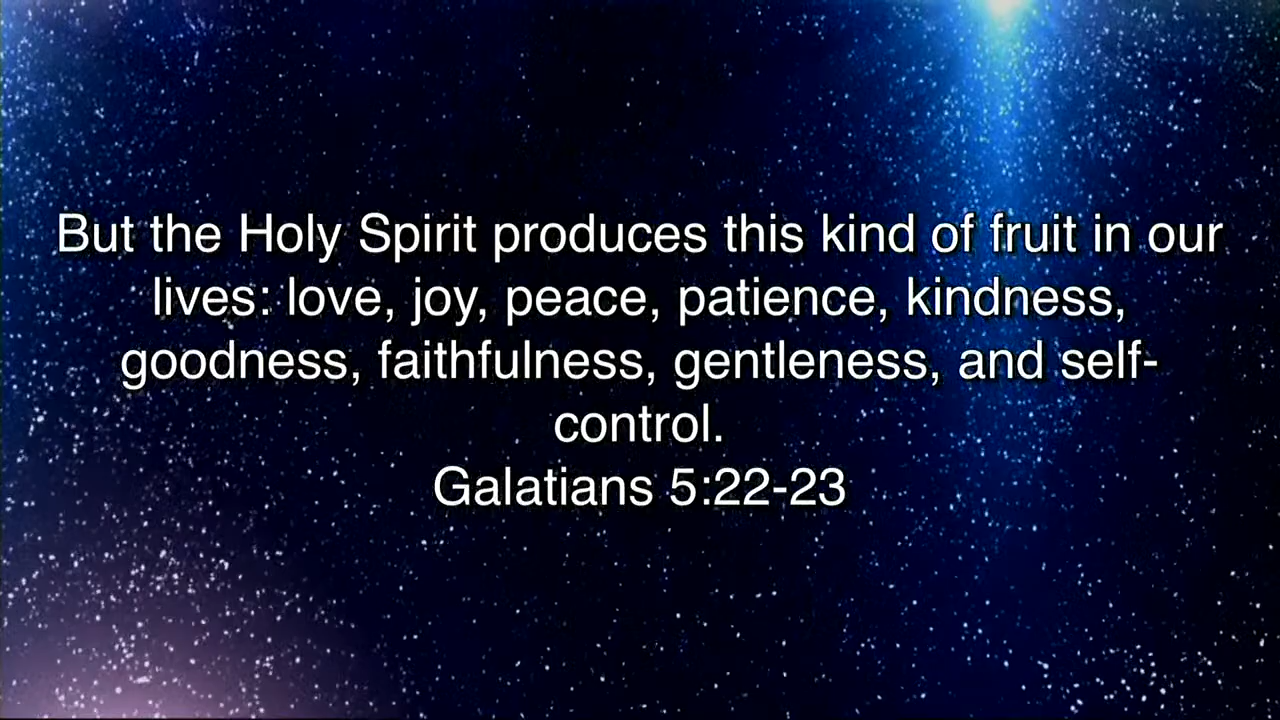 But the Holy Spirit produces this kind of fruit in our
lives: love, joy, peace, patience, kindness,
goodness, faithfulness, gentleness, and self-
control.
Galatians 5:22-23